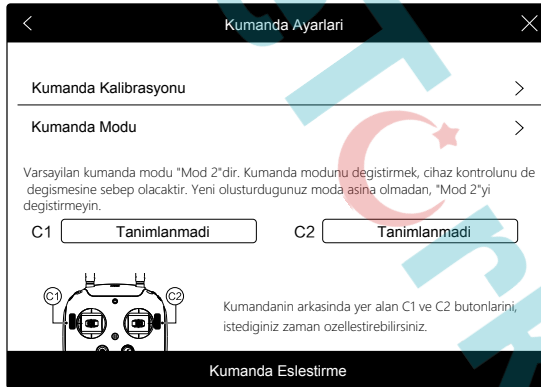 Kumanda Ayarlari
Kumanda Kalibrasyonu
Kumanda Modu
Varsayilan kumanda modu "Mod 2"dir. Kumanda modunu degistirmek, cihaz kontrolunu de
degismesine sebep olacaktir. Yeni olusturdugunuz moda asina olmadan, "Mod 2"yi
degistirmeyin.
C1 Tanimlanmadi C2 Tanimlanmadi
C1 C2
Kumandanin arkasinda yer alan C1 ve C2 butonlarini,
istediginiz zaman ozellestirebilirsiniz.
Kumanda Eslestirme